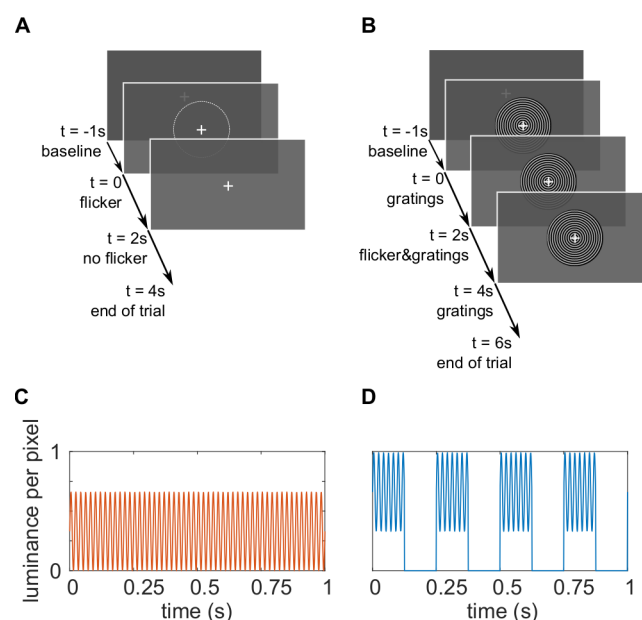 A
t = -1s
baseline
t = 0
flicker
t = 2s
no flicker
t = 4s
end of trial
B
t = -1s
baseline
t = 0
gratings
t = 2s
flicker&gratings
t = 4s
gratings
t = 6s
end of trial
C
luminance per pixel
1
0
0 0.25 0.5 0.75 1
time (s)
D
0 0.25 0.5 0.75 1
time (s)